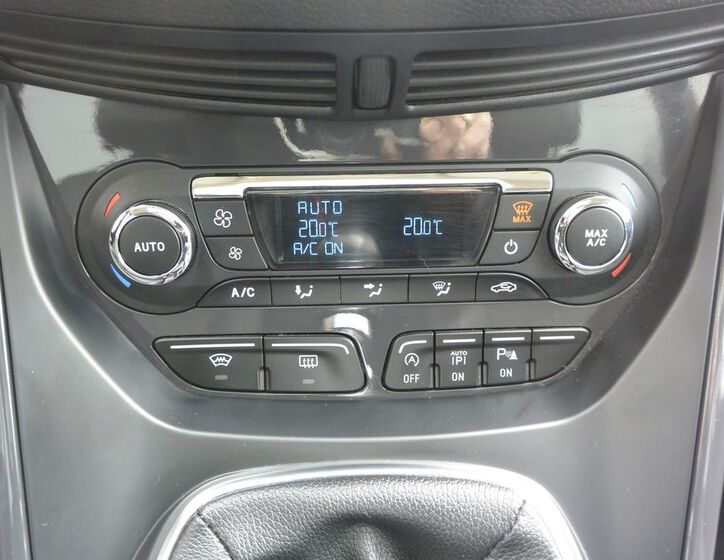 AUTO
20.0°C 20.0°C
A/C ON
MAX
AUTO
MAX
A/C
A/C
A
OFF
AUTO
P
ON
P
ON